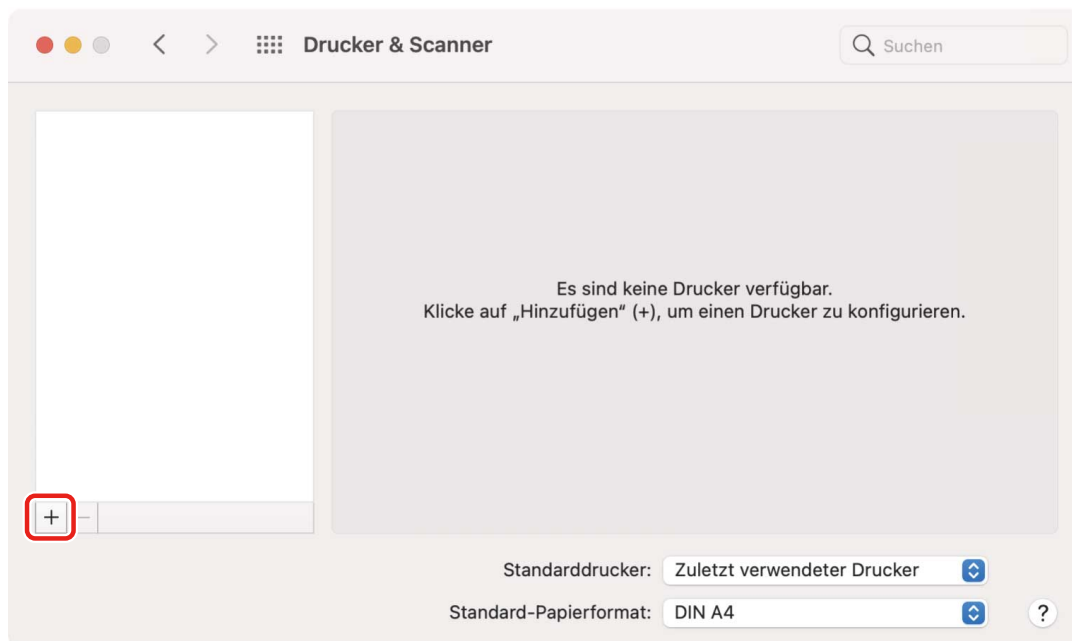 Drucker & Scanner
Suchen
Es sind keine Drucker verfügbar.
Klicke auf „Hinzufügen“ (+), um einen Drucker zu konfigurieren.
+ −
Standarddrucker: Zuletzt verwendeter Drucker
Standard-Papierformat: DIN A4
?